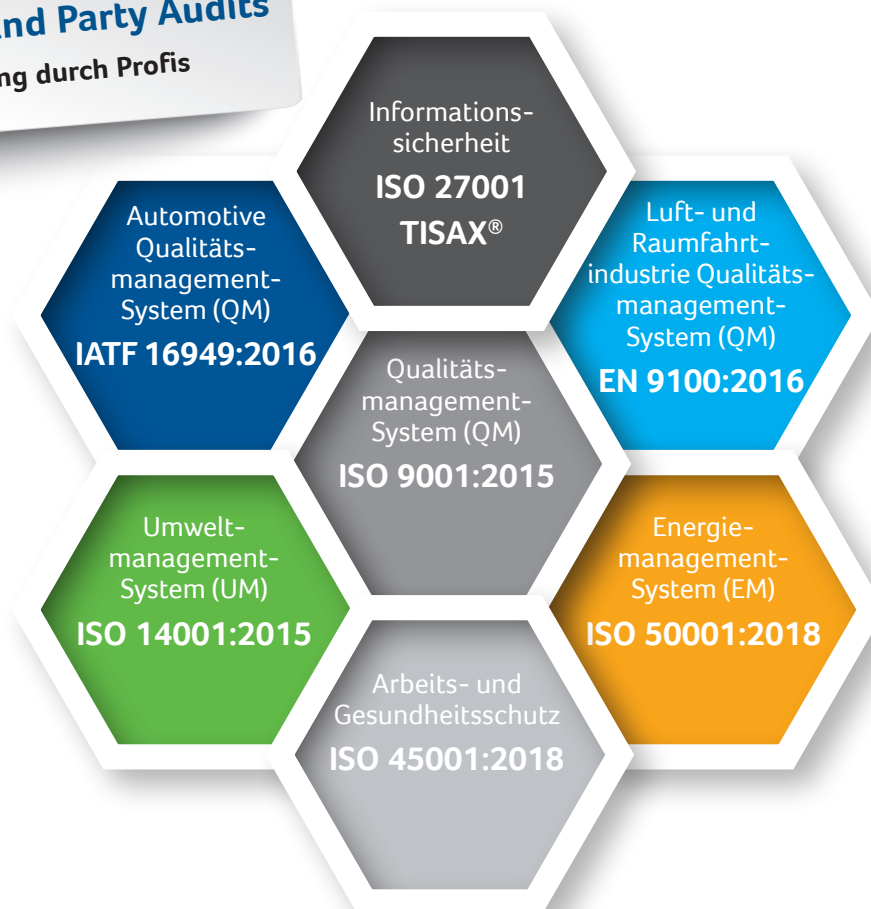 nd Party Audits
ng durch Profis
Informations-
sicherheit
ISO 27001
TISAX®
Automotive
Qualitäts-
management-
System (QM)
IATF 16949:2016
Luft- und
Raumfahrt-
industrie Qualitäts-
management-
System (QM)
EN 9100:2016
Qualitäts-
management-
System (QM)
ISO 9001:2015
Umwelt-
management-
System (UM)
ISO 14001:2015
Energie-
management-
System (EM)
ISO 50001:2018
Arbeits- und
Gesundheitsschutz
ISO 45001:2018